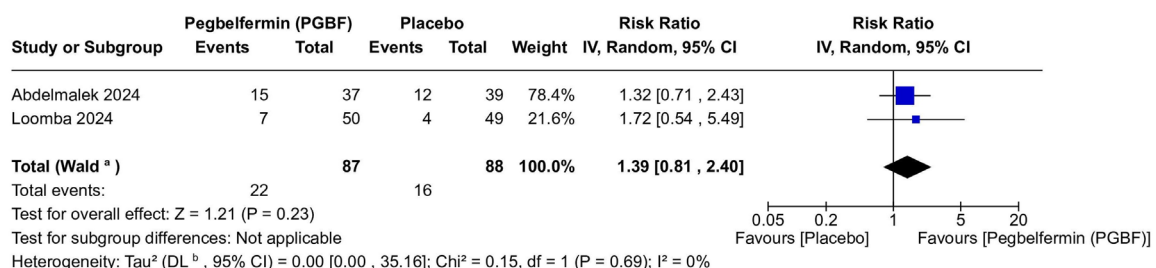 Pegbelfermin (PGBF) Placebo Risk Ratio Risk Ratio
Study or Subgroup Events Total Events Total Weight IV, Random, 95% CI IV, Random, 95% CI
Abdelmalek 2024 15 37 12 39 78.4% 1.32 [0.71 , 2.43]
Loomba 2024 7 50 4 49 21.6% 1.72 [0.54 , 5.49]
Total (Wald ᵃ ) 87 88 100.0% 1.39 [0.81 , 2.40]
Total events: 22 16
Test for overall effect: Z = 1.21 (P = 0.23)
0.05 0.2 1 5 20
Test for subgroup differences: Not applicable
Favours [Placebo] Favours [Pegbelfermin (PGBF)]
Heterogeneity: Tau² (DL ᵇ , 95% CI) = 0.00 [0.00 , 35.16]; Chi² = 0.15, df = 1 (P = 0.69); I² = 0%